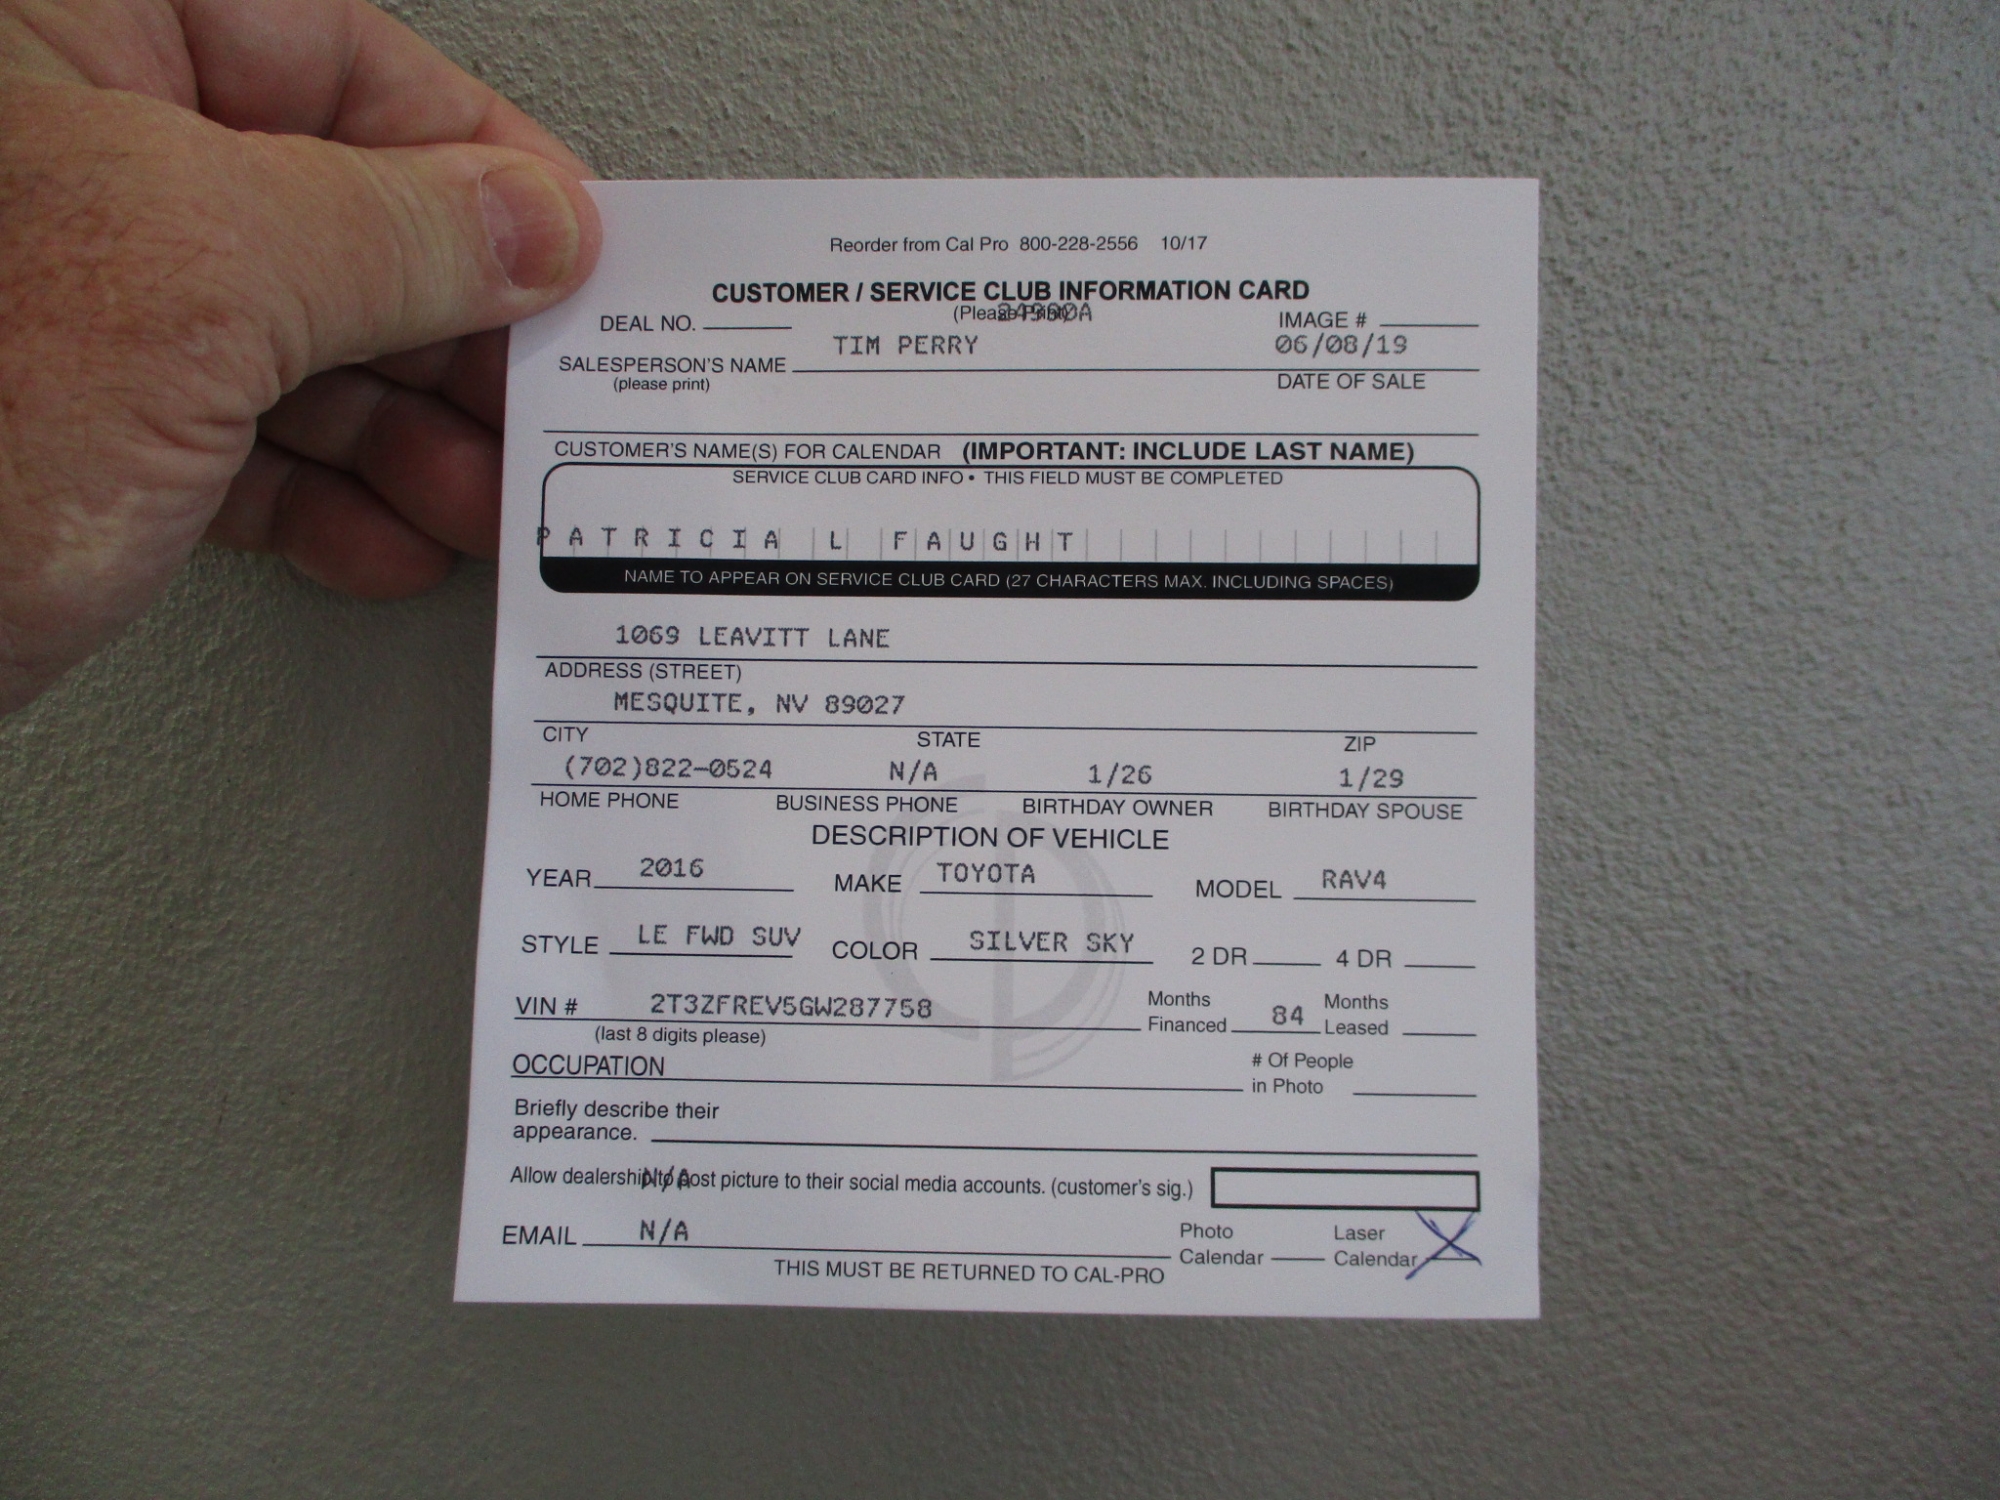 Reorder from Cal Pro 800-228-2556 10/17
CUSTOMER / SERVICE CLUB INFORMATION CARD
(Please Print)
DEAL NO. IMAGE #
TIM PERRY 06/08/19
SALESPERSON'S NAME
(please print) DATE OF SALE
CUSTOMER'S NAME(S) FOR CALENDAR (IMPORTANT: INCLUDE LAST NAME)
SERVICE CLUB CARD INFO • THIS FIELD MUST BE COMPLETED
PATRICIA L FAUGHT
NAME TO APPEAR ON SERVICE CLUB CARD (27 CHARACTERS MAX. INCLUDING SPACES)
1069 LEAVITT LANE
ADDRESS (STREET)
MESQUITE, NV 89027
CITY STATE ZIP
(702)822-0524 N/A 1/26 1/29
HOME PHONE BUSINESS PHONE BIRTHDAY OWNER BIRTHDAY SPOUSE
DESCRIPTION OF VEHICLE
YEAR 2016 MAKE TOYOTA MODEL RAV4
STYLE LE FWD SUV COLOR SILVER SKY 2 DR 4 DR
VIN # 2T3ZFREV5GW287758 Months Financed 84 Months Leased
(last 8 digits please)
OCCUPATION # Of People in Photo
Briefly describe their
appearance.
Allow dealership to post picture to their social media accounts. (customer's sig.)
N/A
EMAIL N/A Photo Calendar Laser Calendar X
THIS MUST BE RETURNED TO CAL-PRO